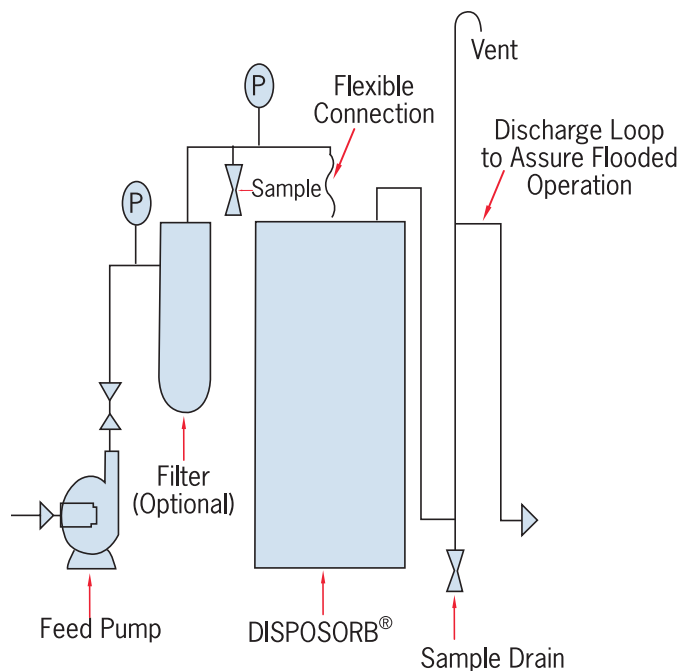 Vent
P
Flexible
Connection
Discharge Loop
to Assure Flooded
Operation
Sample
P
Filter
(Optional)
Feed Pump
DISPOSORB®
Sample Drain